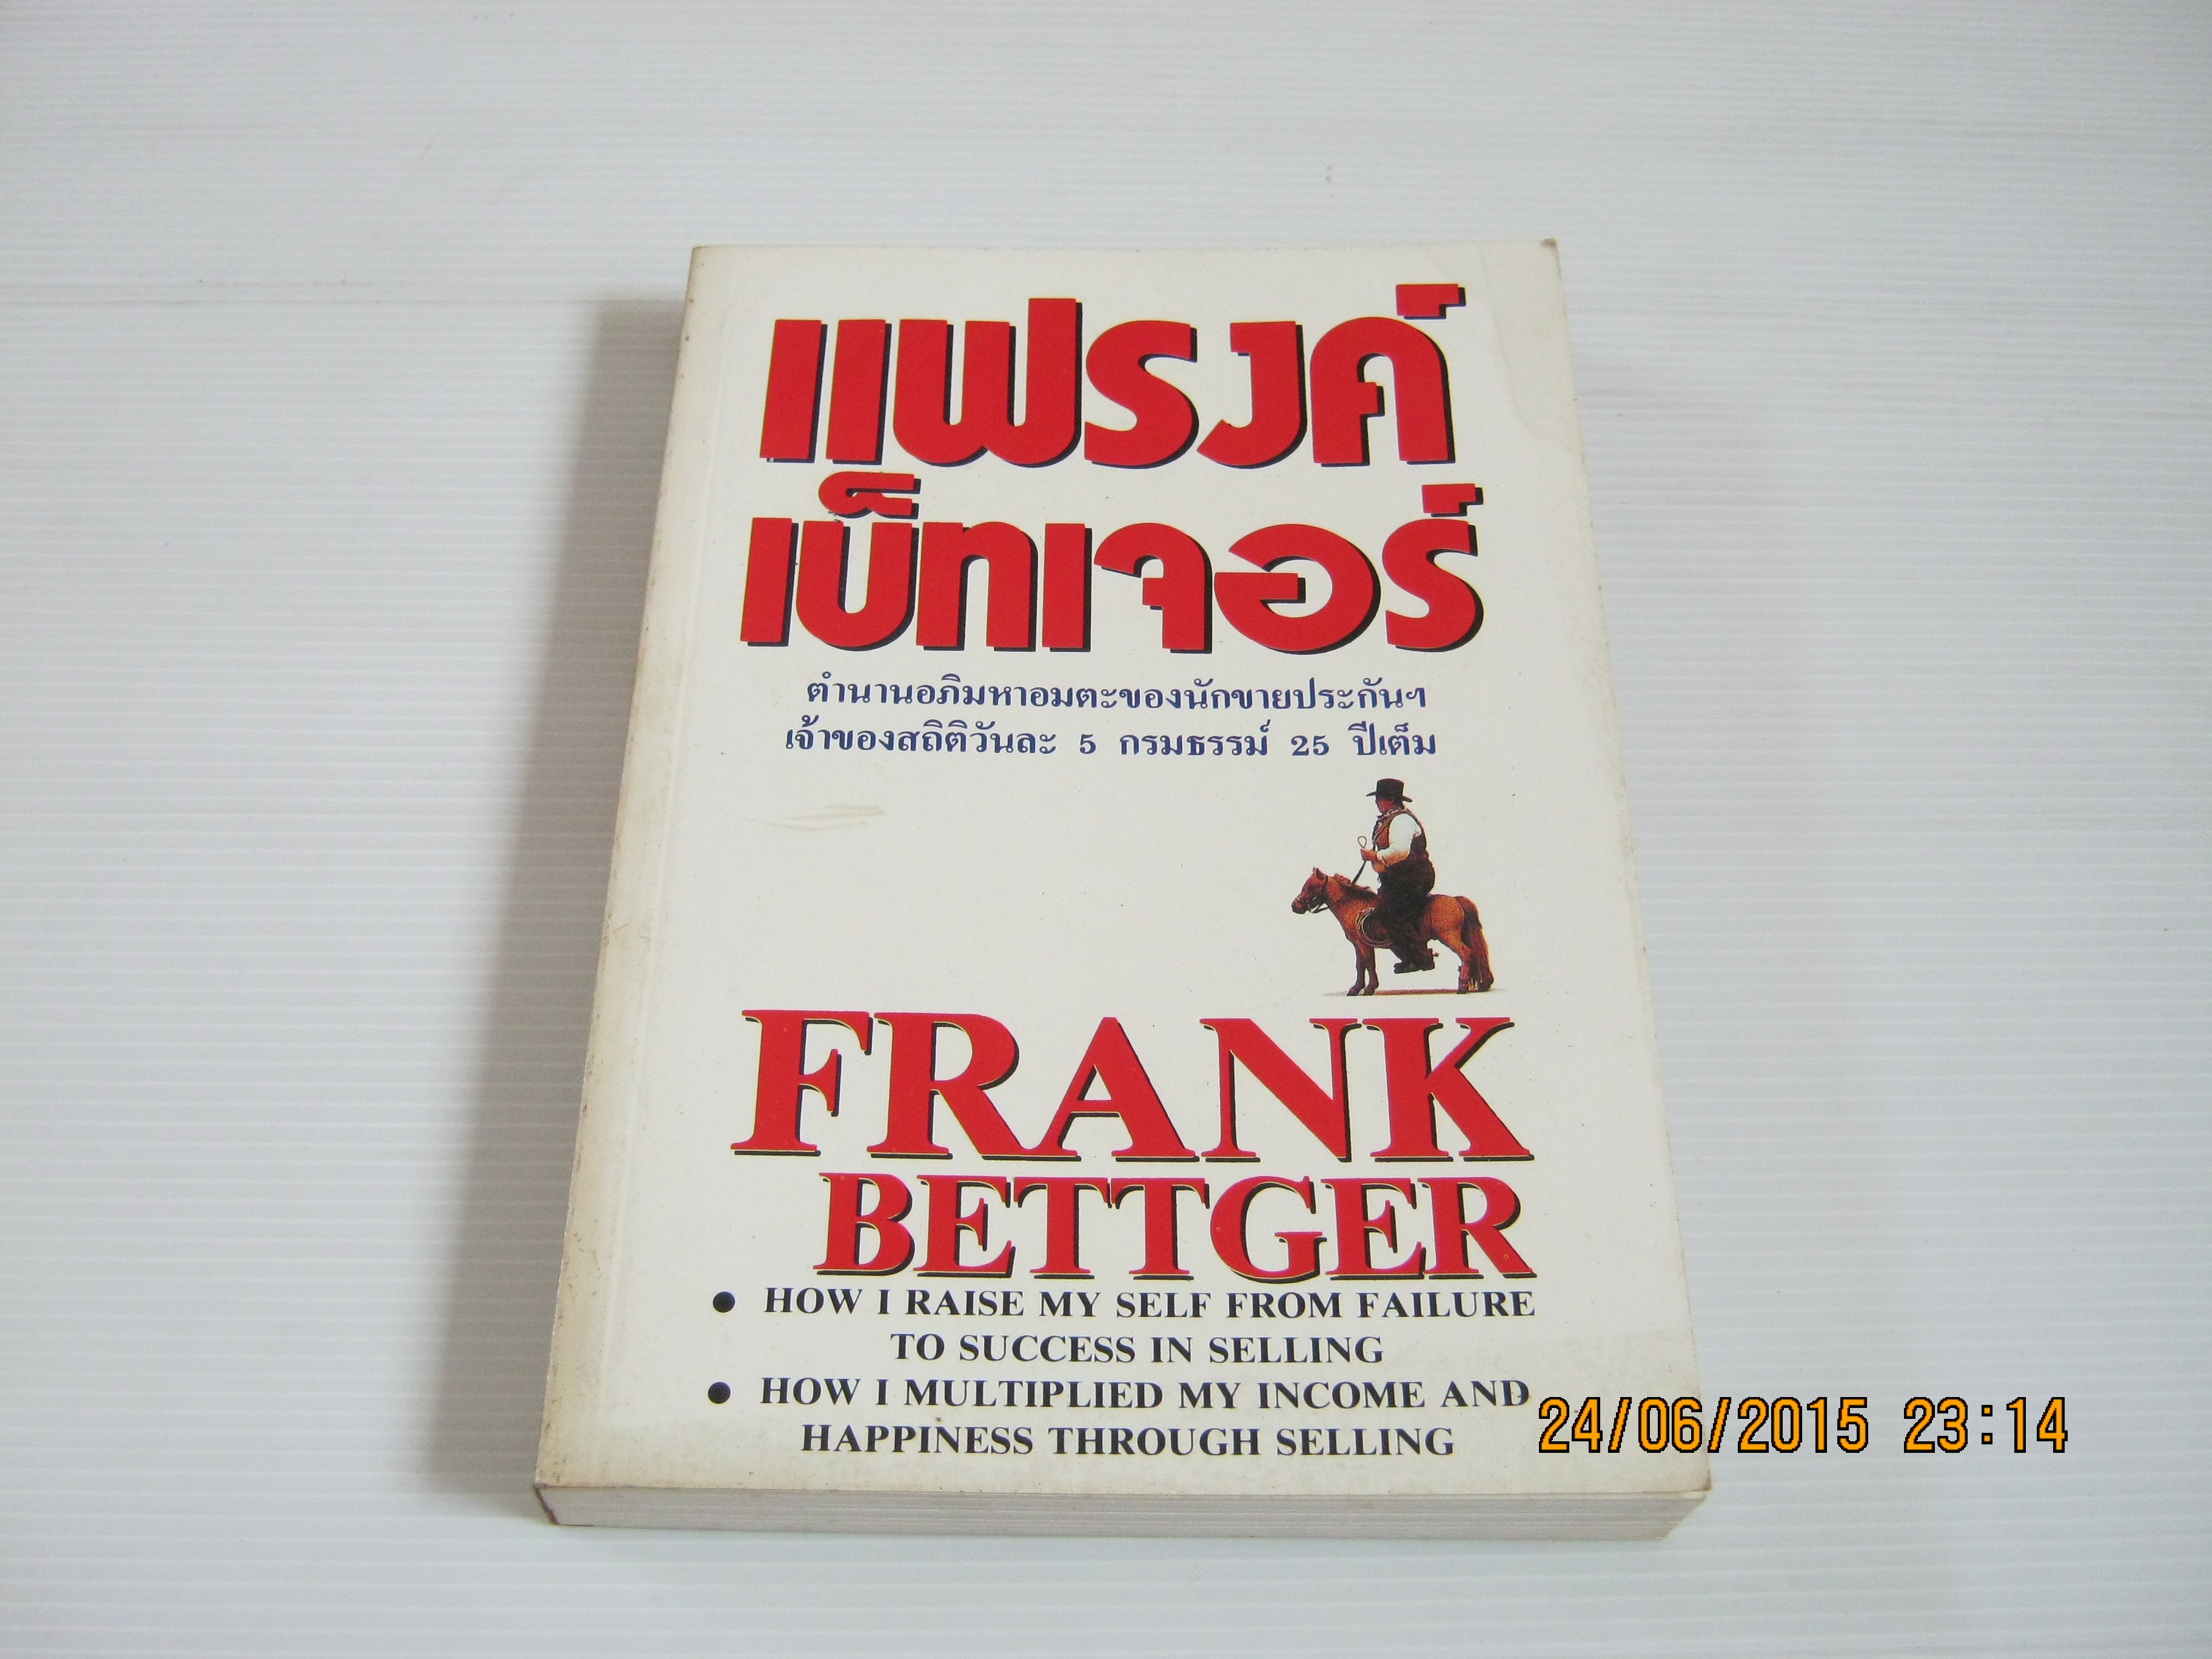 แฟรงค์
เบ็ทเจอร์
ตำนานอภิมหาอมตะของนักขายประกันฯ
เจ้าของสถิติวันละ 5 กรมธรรม์ 25 ปีเต็ม
FRANK
BETTGER
● HOW I RAISE MY SELF FROM FAILURE
TO SUCCESS IN SELLING
● HOW I MULTIPLIED MY INCOME AND
HAPPINESS THROUGH SELLING
24/06/2015 23:14